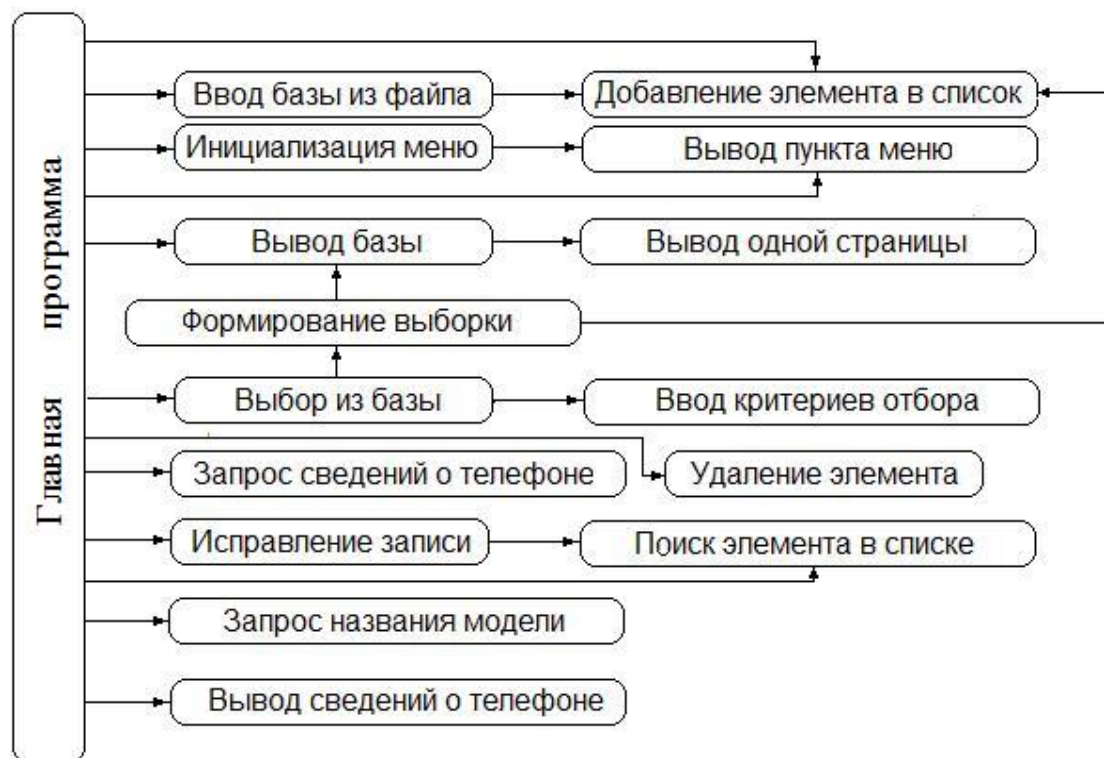 Главная программа
Ввод базы из файла
Добавление элемента в список
Инициализация меню
Вывод пункта меню
Вывод базы
Вывод одной страницы
Формирование выборки
Выбор из базы
Ввод критериев отбора
Запрос сведений о телефоне
Удаление элемента
Исправление записи
Поиск элемента в списке
Запрос названия модели
Вывод сведений о телефоне